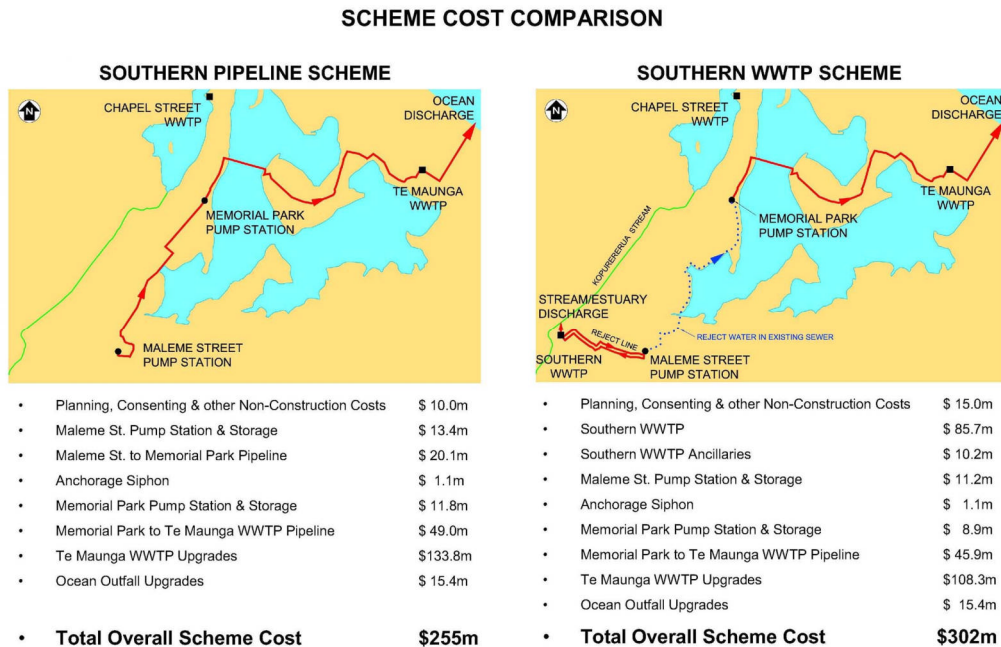 SCHEME COST COMPARISON
SOUTHERN PIPELINE SCHEME
N
CHAPEL STREET
WWTP
OCEAN
DISCHARGE
TE MAUNGA
WWTP
MEMORIAL PARK
PUMP STATION
MALEME STREET
PUMP STATION
• Planning, Consenting & other Non-Construction Costs $ 10.0m
• Maleme St. Pump Station & Storage $ 13.4m
• Maleme St. to Memorial Park Pipeline $ 20.1m
• Anchorage Siphon $ 1.1m
• Memorial Park Pump Station & Storage $ 11.8m
• Memorial Park to Te Maunga WWTP Pipeline $ 49.0m
• Te Maunga WWTP Upgrades $133.8m
• Ocean Outfall Upgrades $ 15.4m
• Total Overall Scheme Cost $255m
SOUTHERN WWTP SCHEME
N
CHAPEL STREET
WWTP
OCEAN
DISCHARGE
TE MAUNGA
WWTP
MEMORIAL PARK
PUMP STATION
KOPURERERUA STREAM
STREAM/ESTUARY
DISCHARGE
REJECT LINE
REJECT WATER IN EXISTING SEWER
SOUTHERN
WWTP
MALEME STREET
PUMP STATION
• Planning, Consenting & other Non-Construction Costs $ 15.0m
• Southern WWTP $ 85.7m
• Southern WWTP Ancillaries $ 10.2m
• Maleme St. Pump Station & Storage $ 11.2m
• Anchorage Siphon $ 1.1m
• Memorial Park Pump Station & Storage $ 8.9m
• Memorial Park to Te Maunga WWTP Pipeline $ 45.9m
• Te Maunga WWTP Upgrades $108.3m
• Ocean Outfall Upgrades $ 15.4m
• Total Overall Scheme Cost $302m